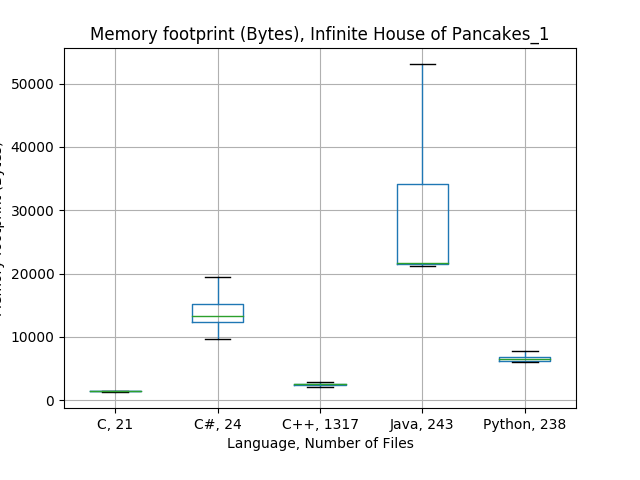 Memory footprint (Bytes), Infinite House of Pancakes_1
50000
40000
30000
20000
10000
0
C, 21
C#, 24
C++, 1317
Java, 243
Python, 238
Language, Number of Files